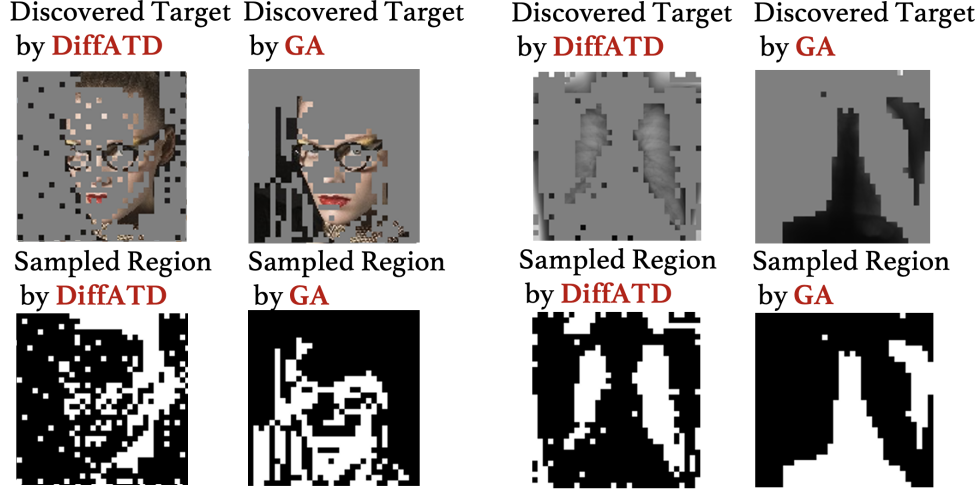 Discovered Target
by DiffATD
Discovered Target
by GA
Discovered Target
by DiffATD
Discovered Target
by GA
Sampled Region
by DiffATD
Sampled Region
by GA
Sampled Region
by DiffATD
Sampled Region
by GA